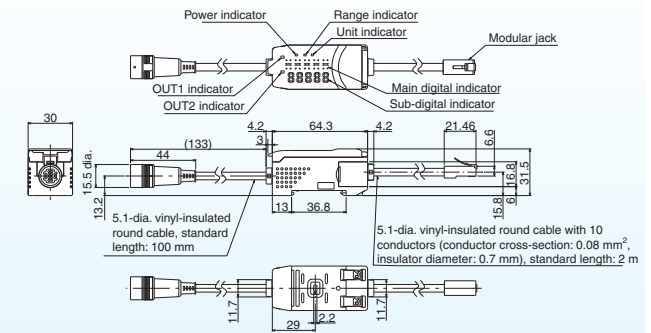 Power indicator
Range indicator
Unit indicator
Modular jack
OUT1 indicator
OUT2 indicator
Main digital indicator
Sub-digital indicator
30
4.2
64.3
4.2
21.46
(133)
3
6.6
44
15.5 dia.
13.2
16.8
31.5
15.8
6
13
36.8
5.1-dia. vinyl-insulated
round cable, standard
length: 100 mm
5.1-dia. vinyl-insulated round cable with 10
conductors (conductor cross-section: 0.08 mm²,
insulator diameter: 0.7 mm), standard length: 2 m
11.7
11.7
2.2
29